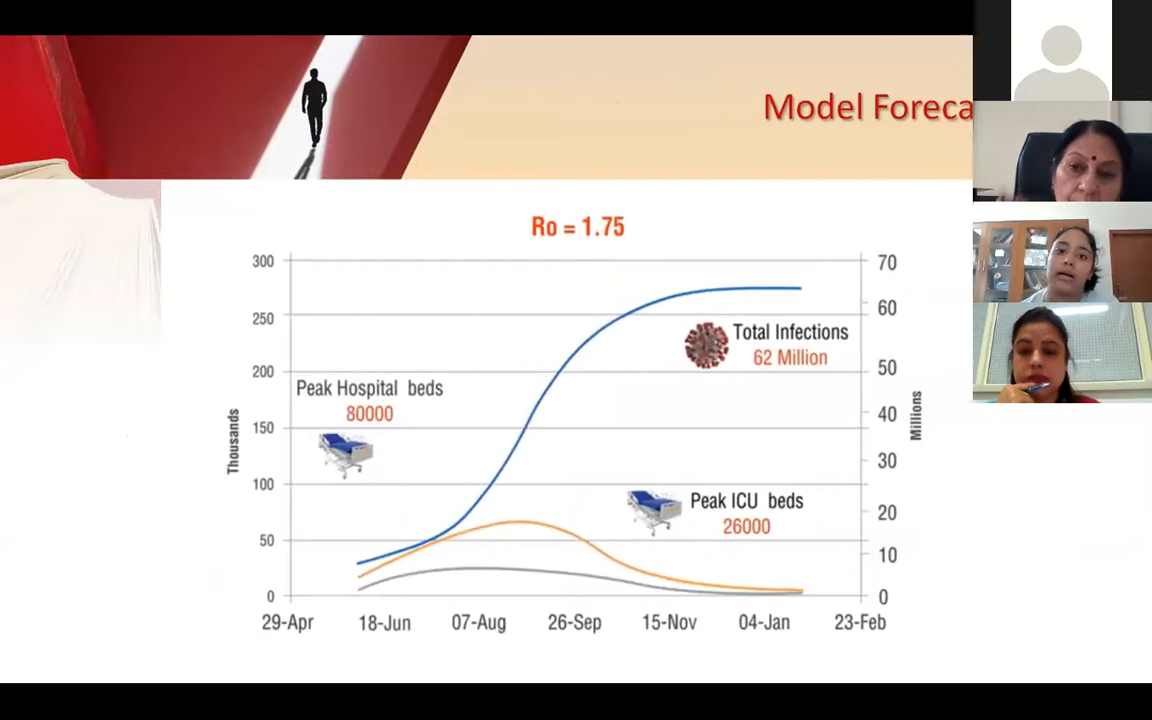 Model Foreca
Ro = 1.75
300
250
200
150
100
50
0
Thousands
70
60
50
40
30
20
10
0
Millions
Total Infections
62 Million
Peak Hospital beds
80000
Peak ICU beds
26000
29-Apr 18-Jun 07-Aug 26-Sep 15-Nov 04-Jan 23-Feb